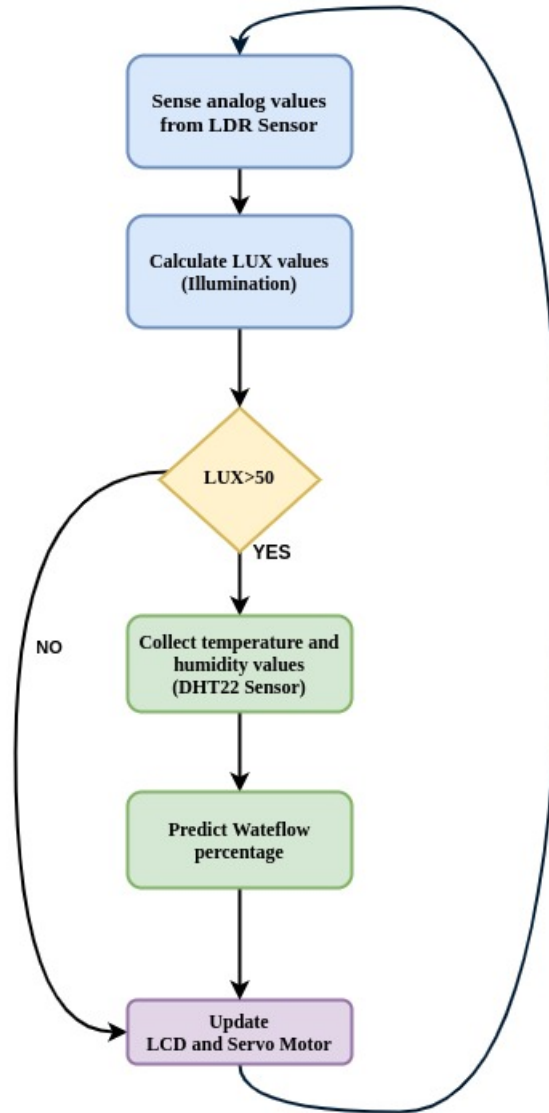 Sense analog values
from LDR Sensor
Calculate LUX values
(Illumination)
LUX>50
YES
NO
Collect temperature and
humidity values
(DHT22 Sensor)
Predict Wateflow
percentage
Update
LCD and Servo Motor